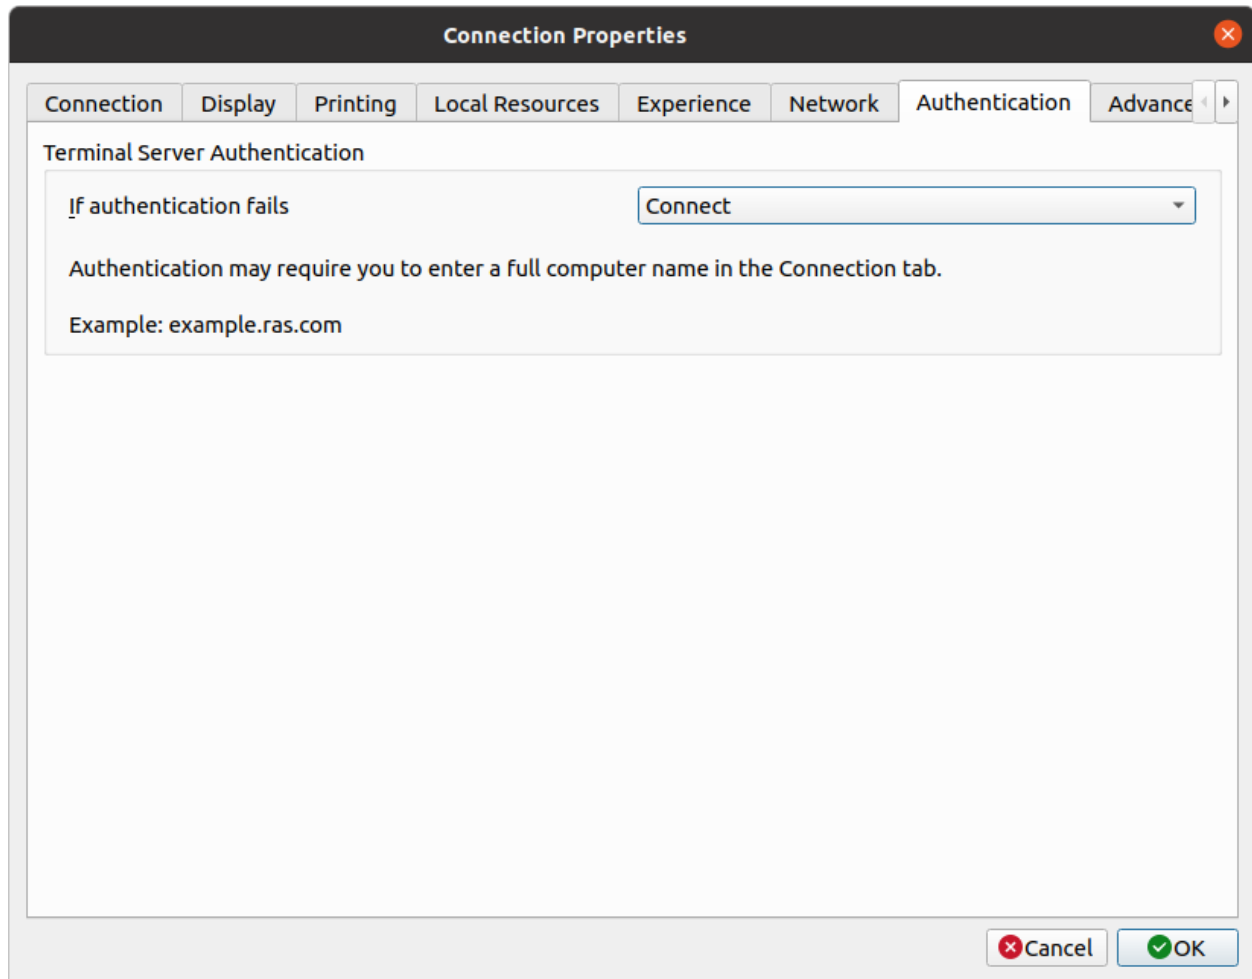 Connection Properties
Connection Display Printing Local Resources Experience Network Authentication Advance
Terminal Server Authentication
If authentication fails Connect
Authentication may require you to enter a full computer name in the Connection tab.
Example: example.ras.com
Cancel OK